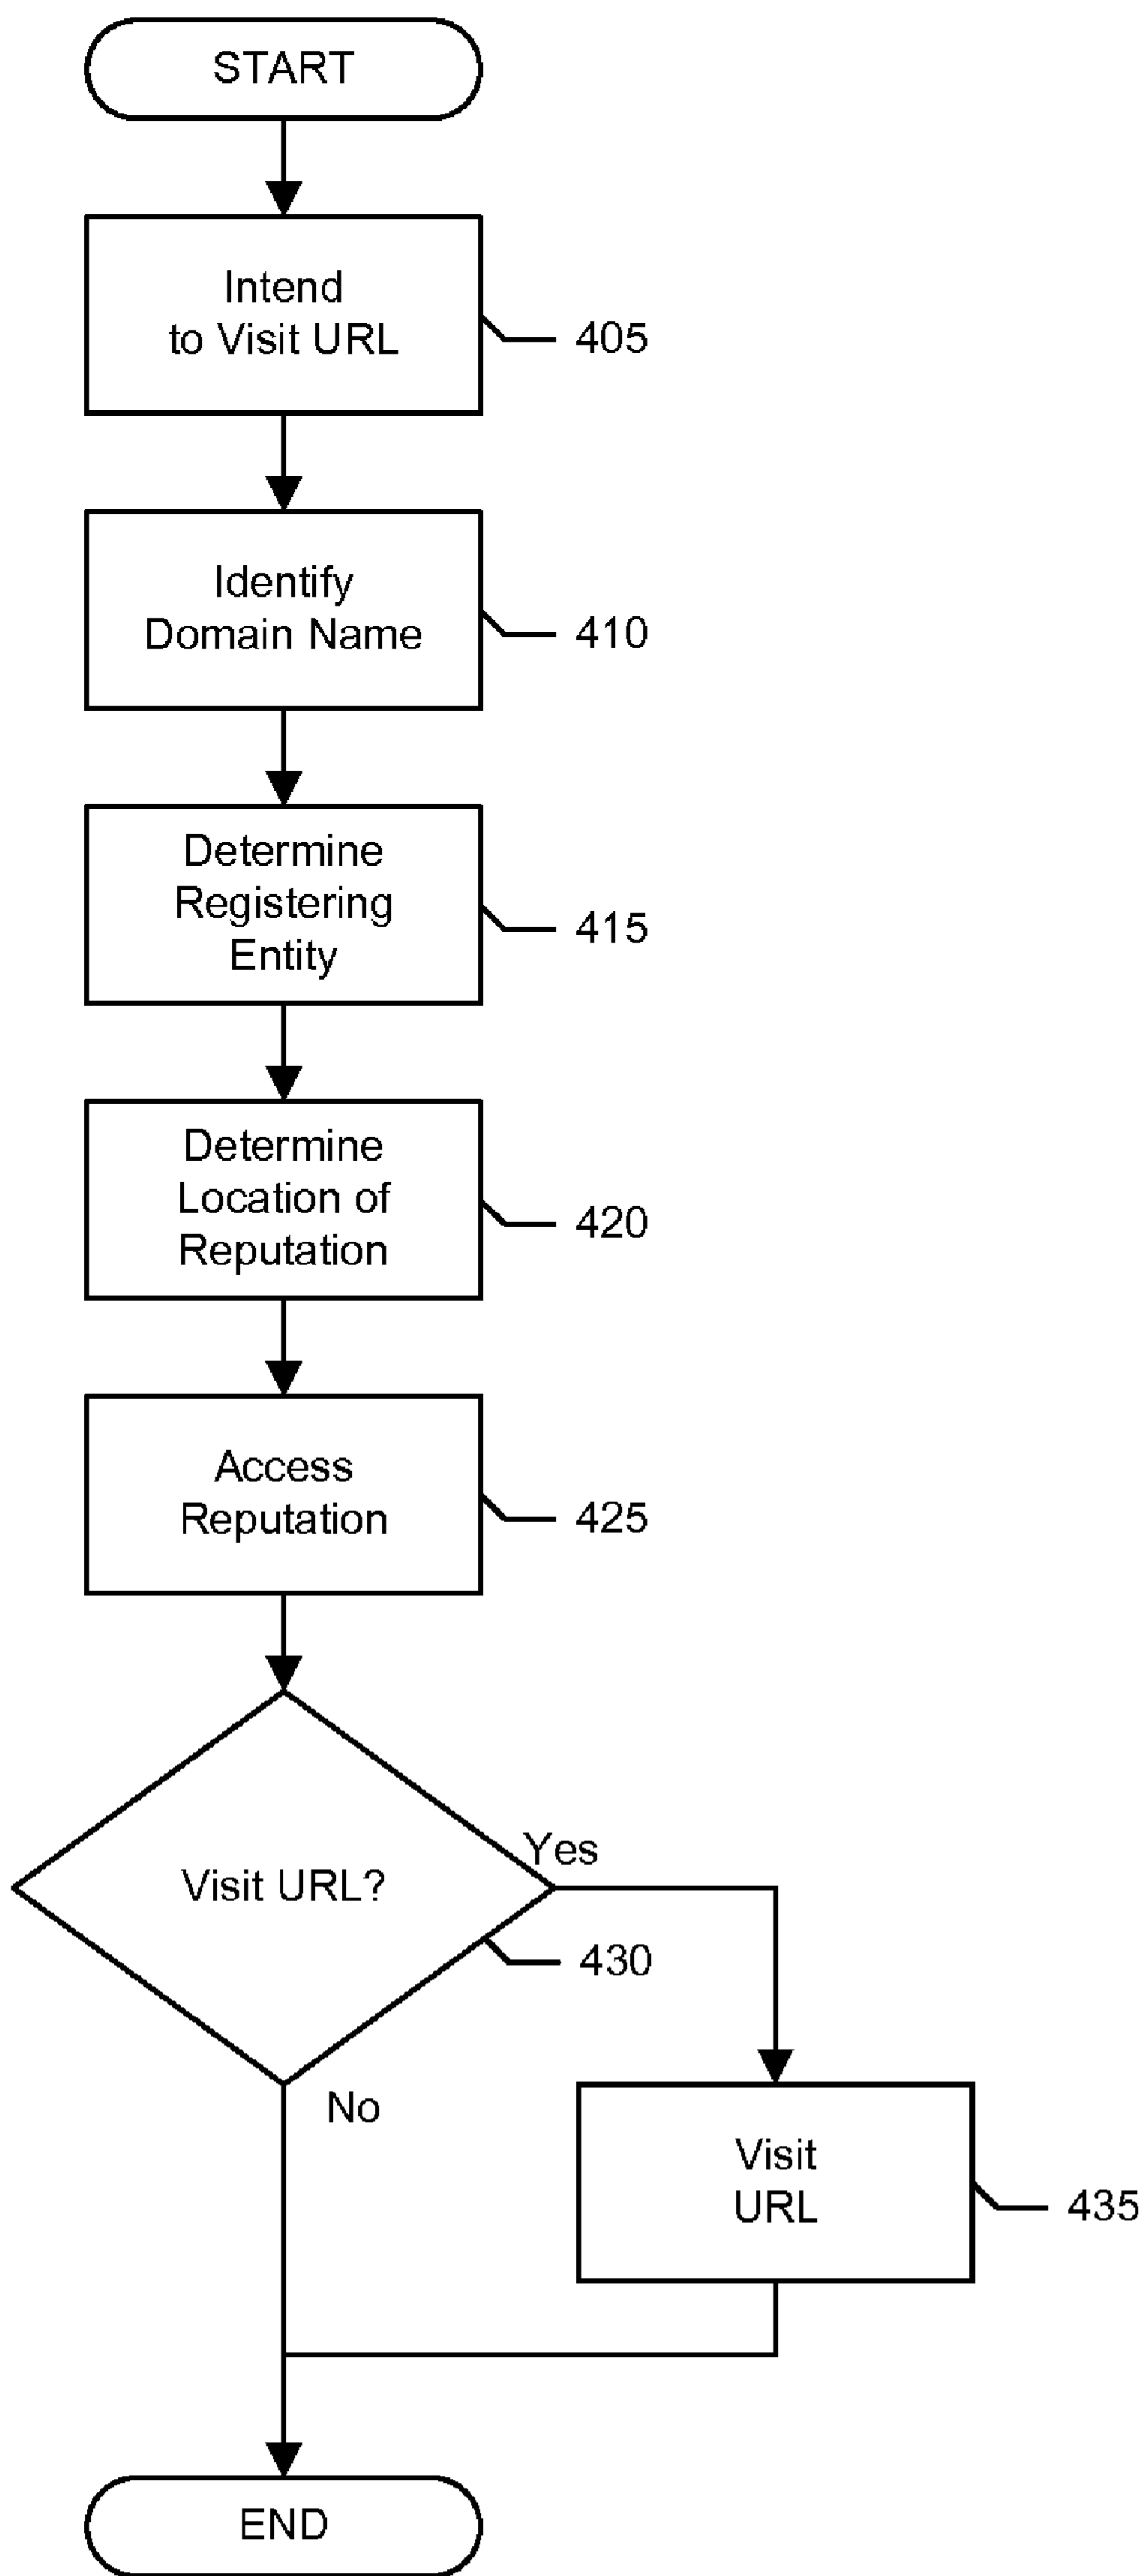 START
Intend
to Visit URL
405
Identify
Domain Name
410
Determine
Registering
Entity
415
Determine
Location of
Reputation
420
Access
Reputation
425
Visit URL?
Yes
430
No
Visit
URL
435
END